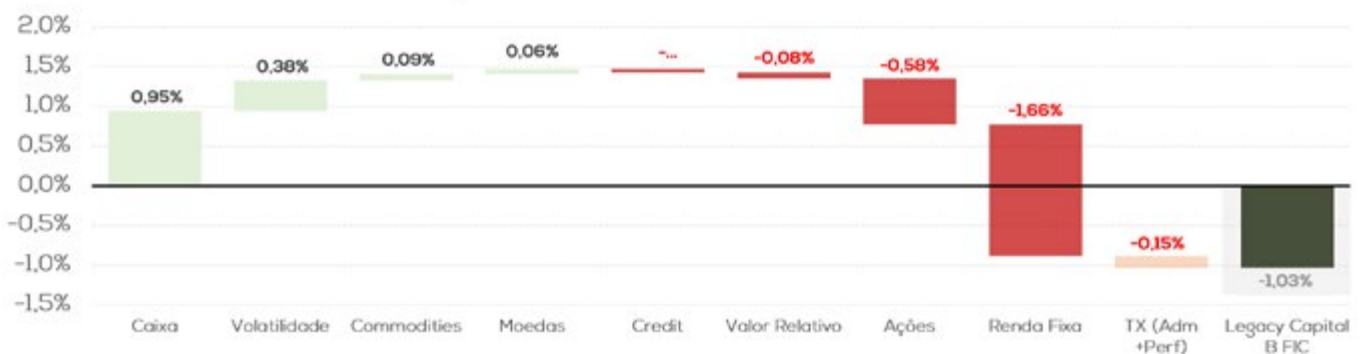 2.0%
1.5%
1.0%
0,5%
0,0%
-0,5%
-1.0%
-1.5%
0,95%
0,38%
0,09%
0,06%
-...
-0,08%
-0,58%
-1,66%
-0,15%
-1,03%
Caixa
Volatilidade
Commodities
Moedas
Credit
Valor Relativo
Ações
Renda Fixa
TX (Adm
+Perf)
Legacy Capital
B FIC